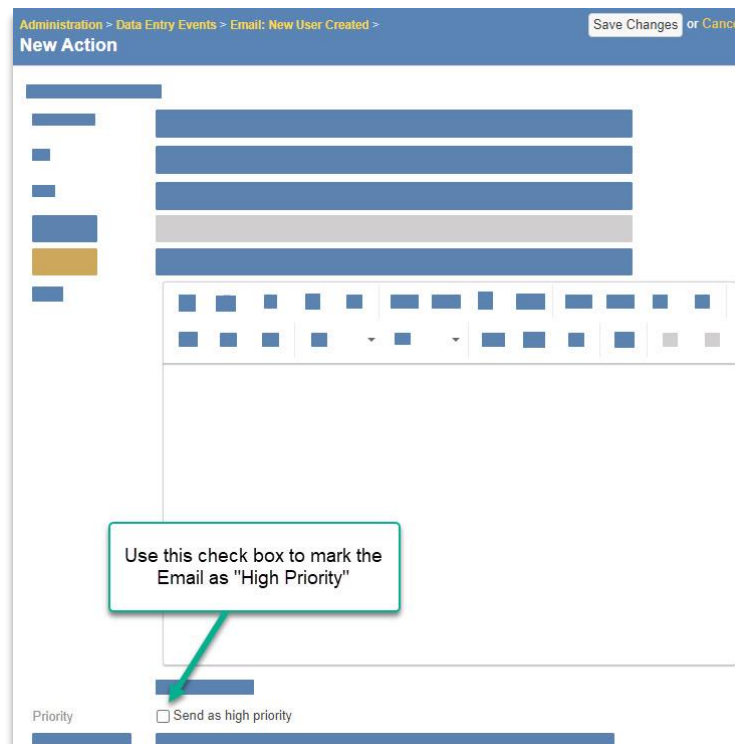 Administration > Data Entry Events > Email: New User Created >
Save Changes or Cance
New Action
Use this check box to mark the
Email as "High Priority"
Priority
Send as high priority